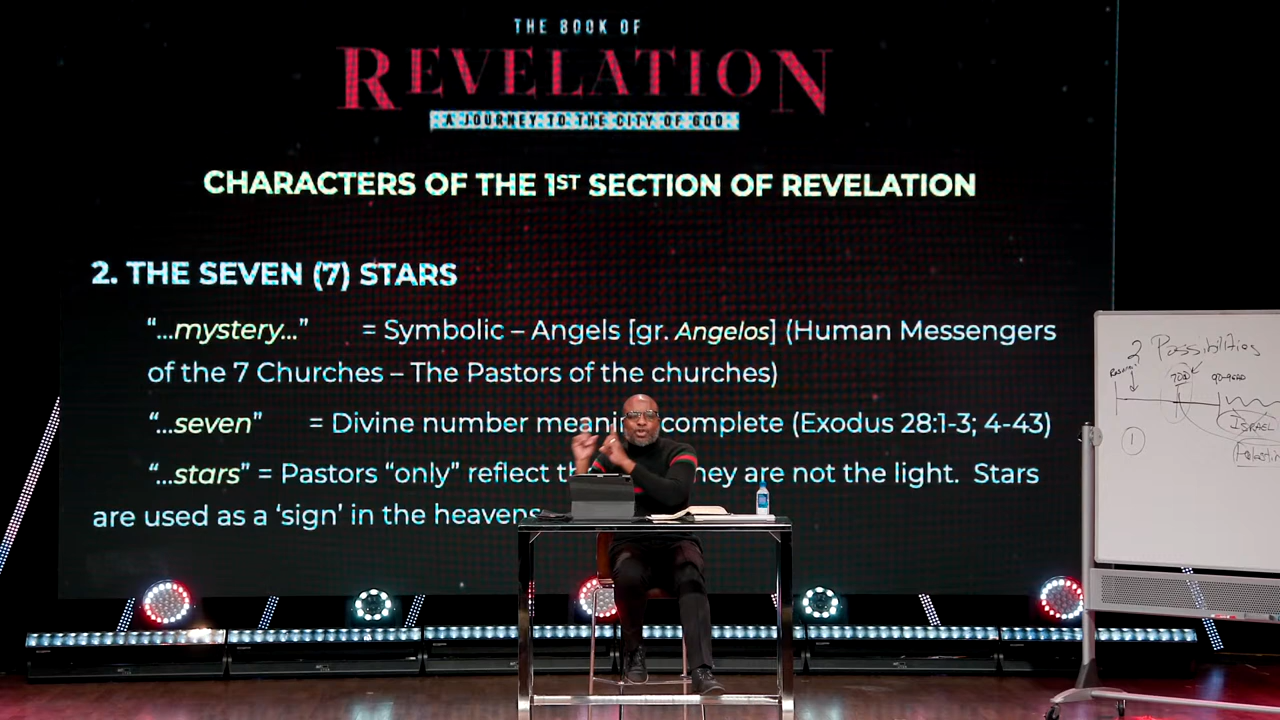 THE BOOK OF
REVELATION
A JOURNEY TO THE CITY OF GOD
CHARACTERS OF THE 1ST SECTION OF REVELATION
2. THE SEVEN (7) STARS
“...mystery...” = Symbolic – Angels [gr. Angelos] (Human Messengers
of the 7 Churches – The Pastors of the churches)
“...seven” = Divine number complete (Exodus 28:1-3; 4-43)
“...stars” = Pastors “only” reflect are not the light. Stars
are used as a ‘sign’ in the heavens
2 Possibilities
70AD
1
ISRAEL